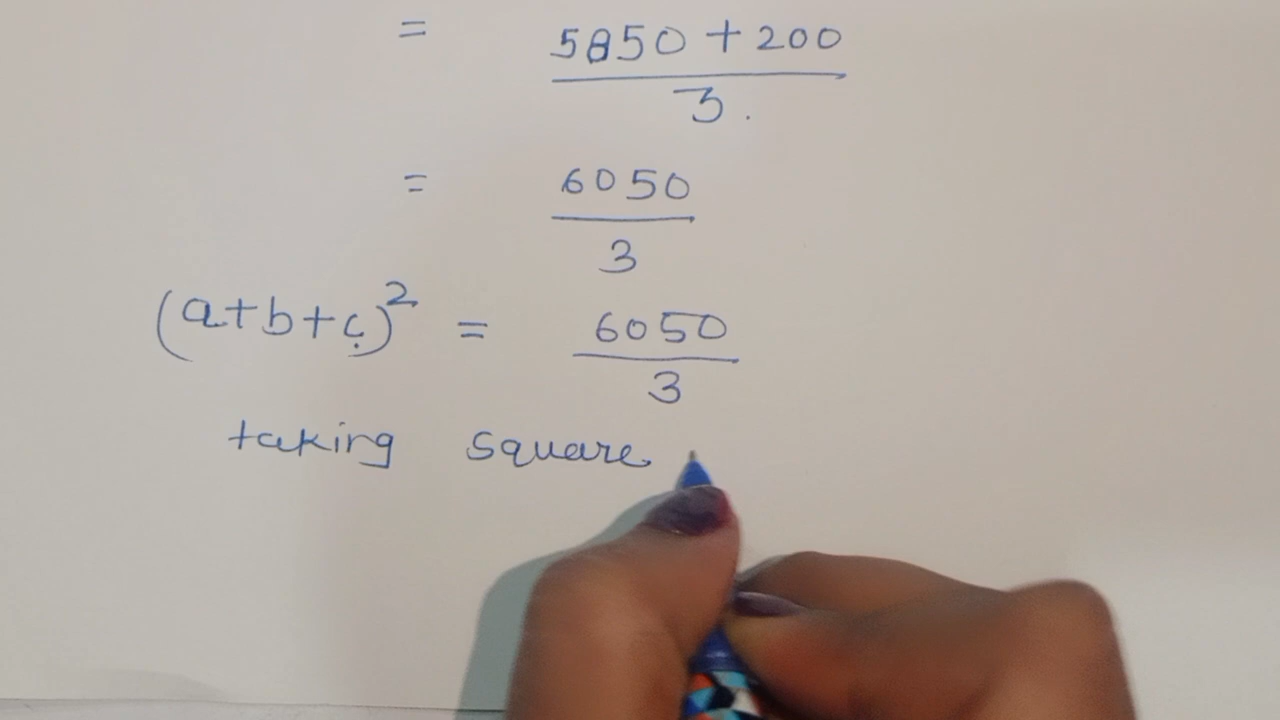 = 5850 + 200
3.
= 6050
3
(a+b+c)² = 6050
3
taking square